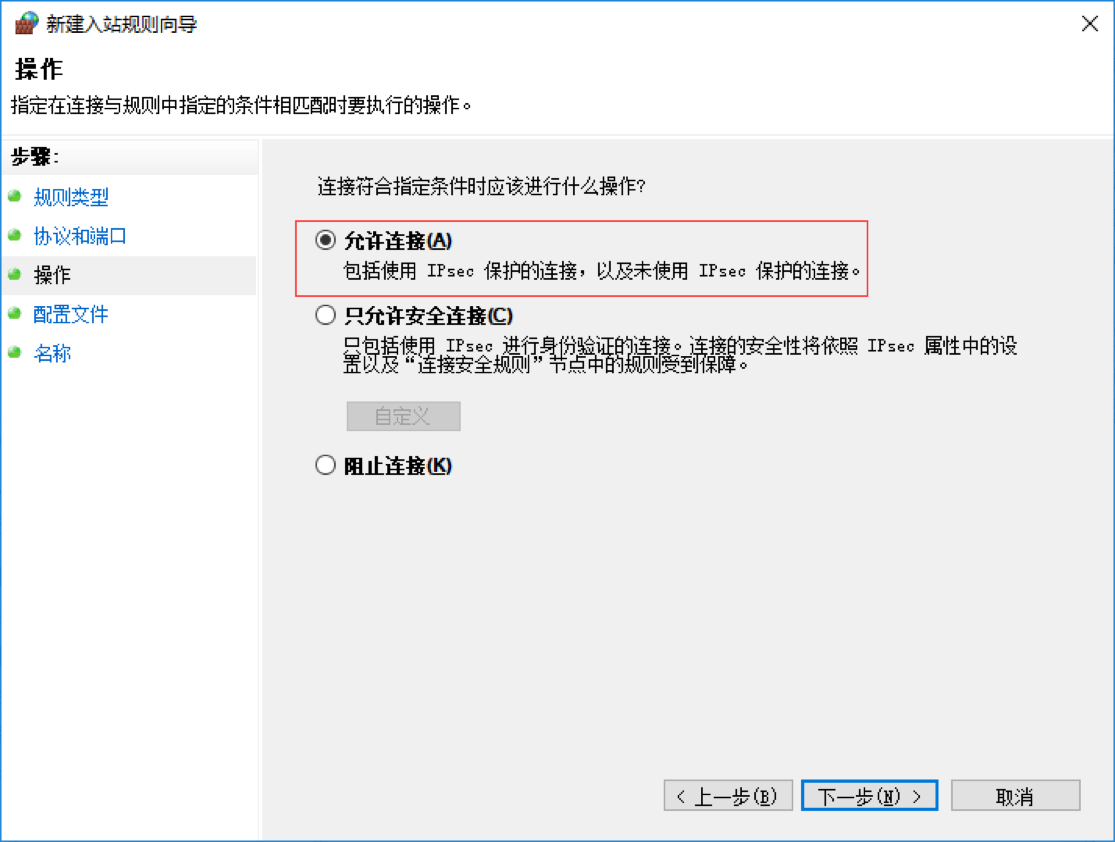 新建入站规则向导
操作
指定在连接与规则中指定的条件相匹配时要执行的操作。
步骤:
规则类型
协议和端口
操作
配置文件
名称
连接符合指定条件时应该进行什么操作?
允许连接(A)
包括使用 IPsec 保护的连接，以及未使用 IPsec 保护的连接。
只允许安全连接(C)
只包括使用 IPsec 进行身份验证的连接。连接的安全性将依照 IPsec 属性中的设
置以及“连接安全规则”节点中的规则受到保障。
自定义
阻止连接(K)
< 上一步(B)
下一步(N) >
取消